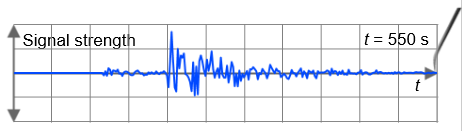 Signal strength
t = 550 s
t